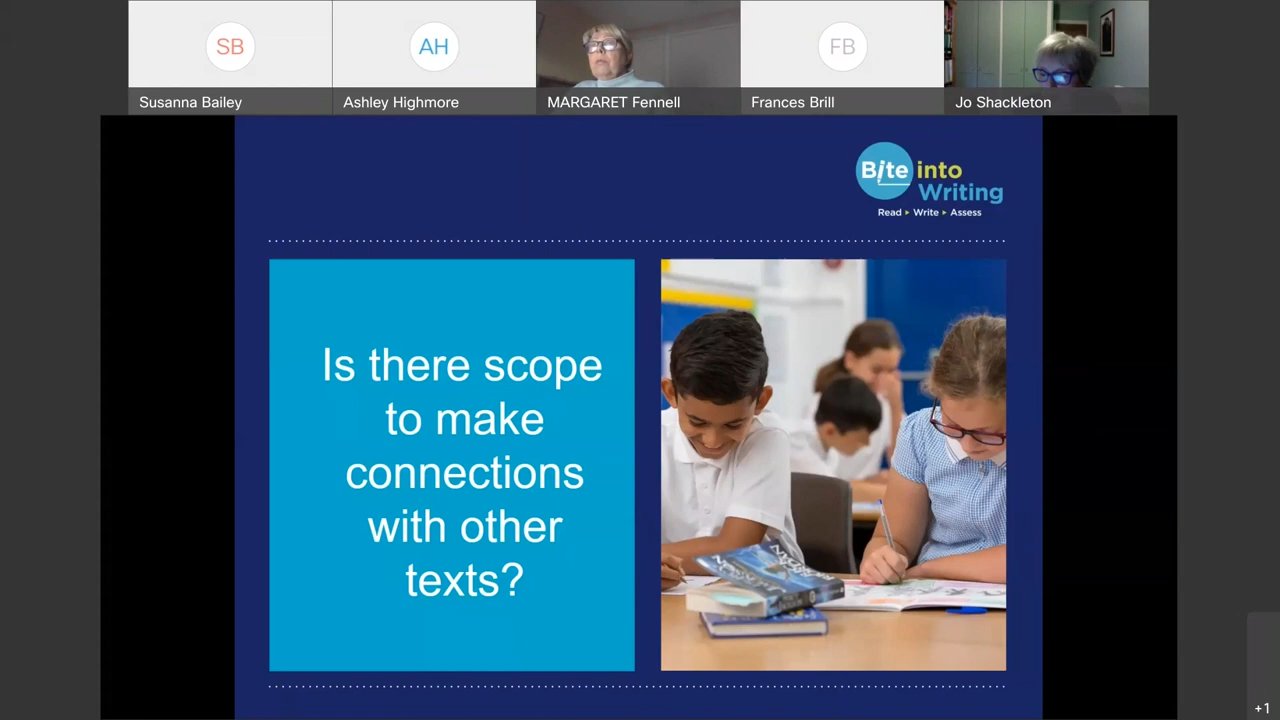 SB
AH
FB
Susanna Bailey
Ashley Highmore
MARGARET Fennell
Frances Brill
Jo Shackleton
Bite into
Writing
Read ▸ Write ▸ Assess
Is there scope
to make
connections
with other
texts?
+1